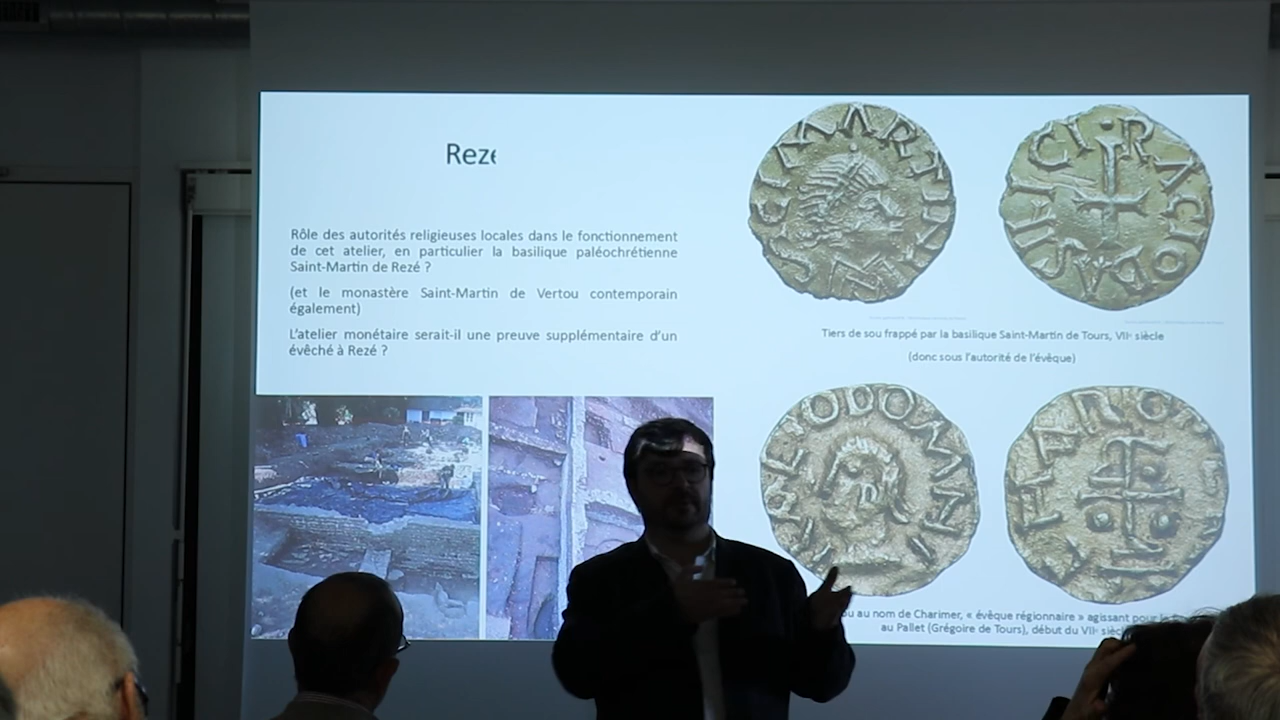 Rezé
Rôle des autorités religieuses locales dans le fonctionnement
de cet atelier, en particulier la basilique paléochrétienne
Saint-Martin de Rezé ?
(et le monastère Saint-Martin de Vertou contemporain
également)
L'atelier monétaire serait-il une preuve supplémentaire d'un
évêché à Rezé ?
Tiers de sou frappé par la basilique Saint-Martin de Tours, VIIe siècle
(donc sous l'autorité de l'évêque)
au nom de Charimer, « évêque régionnaire » agissant pour
au Pallet (Grégoire de Tours), début du VIIe siècle